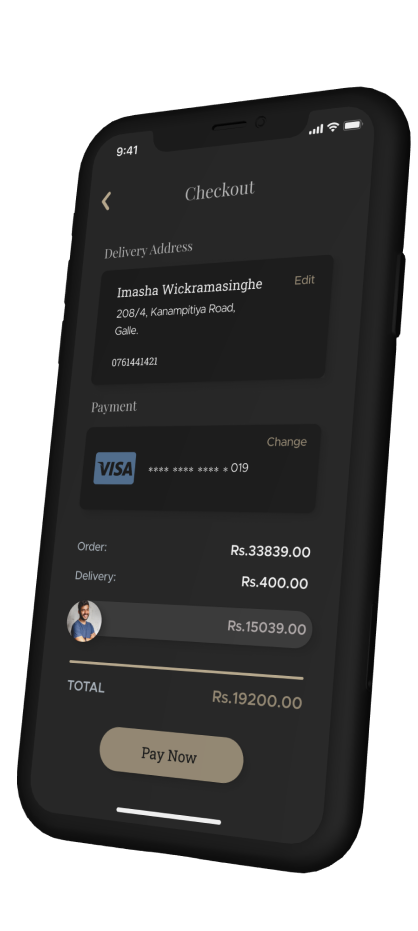 9:41
Checkout
Delivery Address
Imasha Wickramasinghe Edit
208/4, Kanampitiya Road,
Galle.
0761441421
Payment
Change
VISA **** **** **** * 019
Order: Rs.33839.00
Delivery: Rs.400.00
Rs.15039.00
TOTAL Rs.19200.00
Pay Now